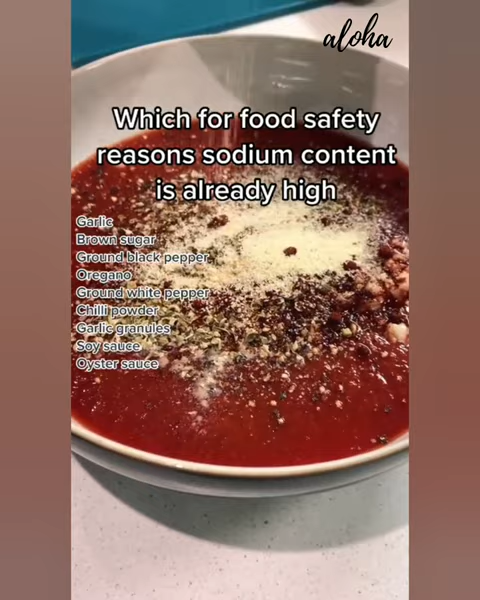 aloha
Which for food safety
reasons sodium content
is already high
Garlic
Brown sugar
Ground black pepper
Oregano
Ground white pepper
Chilli powder
Garlic granules
Soy sauce
Oyster sauce